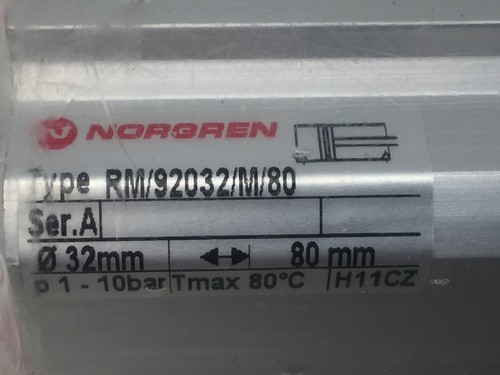 NORGREN
Type RM/92032/M/80
Ser.A
Ø 32mm 80 mm
p 1 - 10bar Tmax 80°C H11CZ